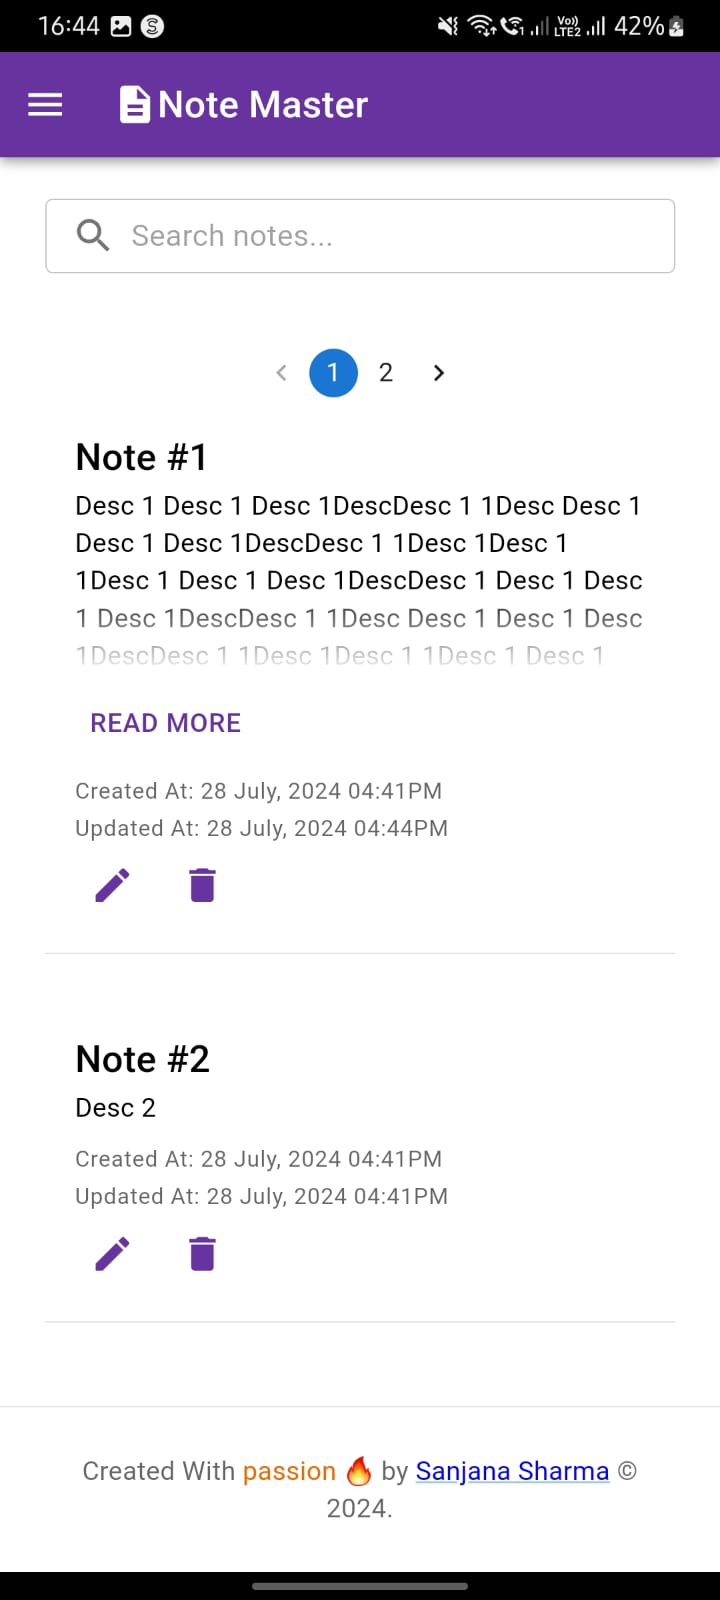 16:44 Vo)) LTE2 42%
Note Master
Search notes...
1 2
Note #1
Desc 1 Desc 1 Desc 1DescDesc 1 1Desc Desc 1
Desc 1 Desc 1DescDesc 1 1Desc 1Desc 1
1Desc 1 Desc 1 Desc 1DescDesc 1 Desc 1 Desc
1 Desc 1DescDesc 1 1Desc Desc 1 Desc 1 Desc
1DescDesc 1 1Desc 1Desc 1 1Desc 1 Desc 1
READ MORE
Created At: 28 July, 2024 04:41PM
Updated At: 28 July, 2024 04:44PM
Note #2
Desc 2
Created At: 28 July, 2024 04:41PM
Updated At: 28 July, 2024 04:41PM
Created With passion 🔥 by Sanjana Sharma ©
2024.